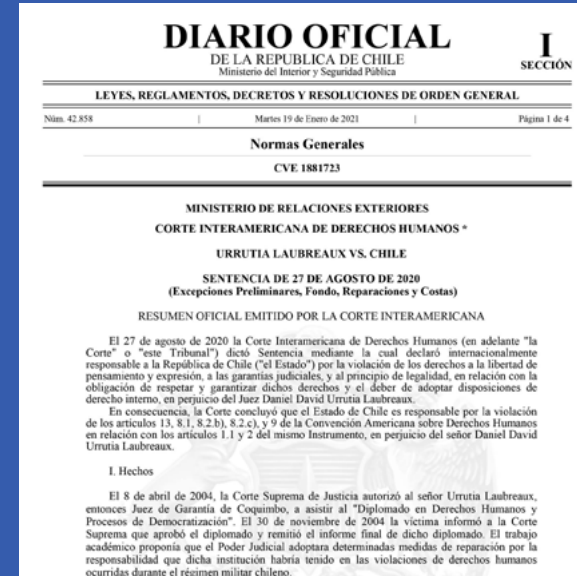 DIARIO OFICIAL
DE LA REPUBLICA DE CHILE
Ministerio del Interior y Seguridad Pública
I
SECCIÓN
LEYES, REGLAMENTOS, DECRETOS Y RESOLUCIONES DE ORDEN GENERAL
Núm. 42.858 | Martes 19 de Enero de 2021 | Página 1 de 4
Normas Generales
CVE 1881723
MINISTERIO DE RELACIONES EXTERIORES
CORTE INTERAMERICANA DE DERECHOS HUMANOS *
URRUTIA LAUBREAUX VS. CHILE
SENTENCIA DE 27 DE AGOSTO DE 2020
(Excepciones Preliminares, Fondo, Reparaciones y Costas)
RESUMEN OFICIAL EMITIDO POR LA CORTE INTERAMERICANA
El 27 de agosto de 2020 la Corte Interamericana de Derechos Humanos (en adelante "la
Corte" o "este Tribunal") dictó Sentencia mediante la cual declaró internacionalmente
responsable a la República de Chile ("el Estado") por la violación de los derechos a la libertad de
pensamiento y expresión, a las garantías judiciales, y al principio de legalidad, en relación con la
obligación de respetar y garantizar dichos derechos y el deber de adoptar disposiciones de
derecho interno, en perjuicio del Juez Daniel David Urrutia Laubreaux.
En consecuencia, la Corte concluyó que el Estado de Chile es responsable por la violación
de los artículos 13, 8.1, 8.2.b), 8.2.c), y 9 de la Convención Americana sobre Derechos Humanos
en relación con los artículos 1.1 y 2 del mismo Instrumento, en perjuicio del señor Daniel David
Urrutia Laubreaux.
I. Hechos
El 8 de abril de 2004, la Corte Suprema de Justicia autorizó al señor Urrutia Laubreaux,
entonces Juez de Garantía de Coquimbo, a asistir al "Diplomado en Derechos Humanos y
Procesos de Democratización". El 30 de noviembre de 2004 la víctima informó a la Corte
Suprema que aprobó el diplomado y remitió el informe final de dicho diplomado. El trabajo
académico proponía que el Poder Judicial adoptara determinadas medidas de reparación por la
responsabilidad que dicha institución habría tenido en las violaciones de derechos humanos
ocurridas durante el régimen militar chileno.